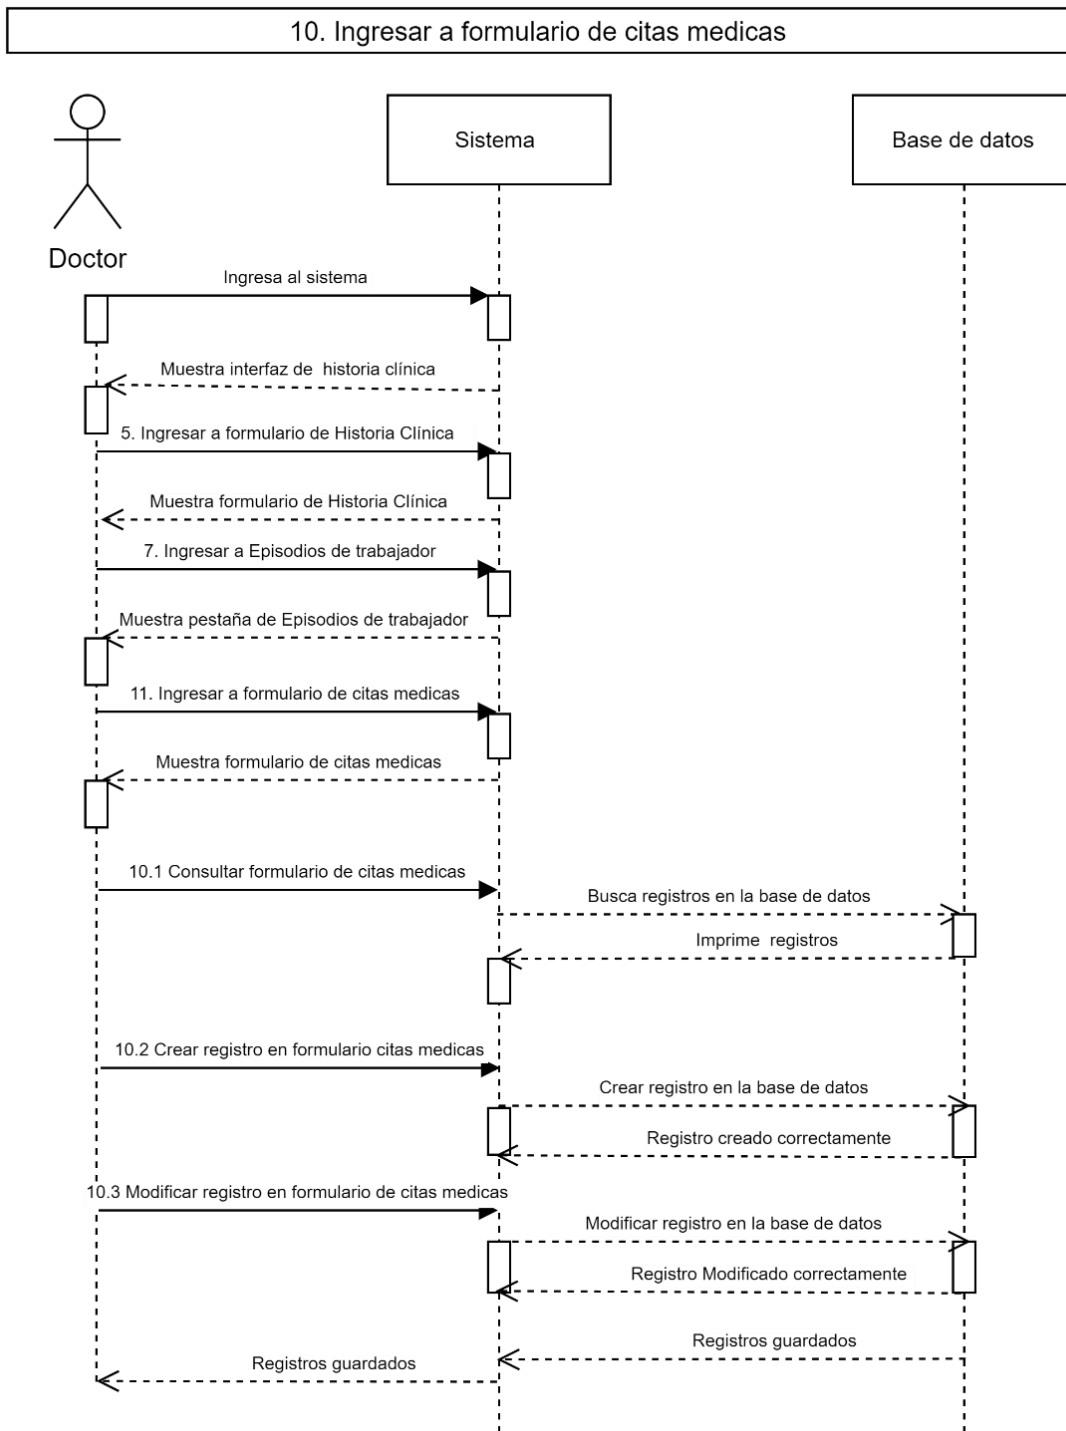 10. Ingresar a formulario de citas medicas
Sistema
Base de datos
Doctor
Ingresa al sistema
Muestra interfaz de historia clínica
5. Ingresar a formulario de Historia Clínica
Muestra formulario de Historia Clínica
7. Ingresar a Episodios de trabajador
Muestra pestaña de Episodios de trabajador
11. Ingresar a formulario de citas medicas
Muestra formulario de citas medicas
10.1 Consultar formulario de citas medicas
Busca registros en la base de datos
Imprime registros
10.2 Crear registro en formulario citas medicas
Crear registro en la base de datos
Registro creado correctamente
10.3 Modificar registro en formulario de citas medicas
Modificar registro en la base de datos
Registro Modificado correctamente
Registros guardados
Registros guardados